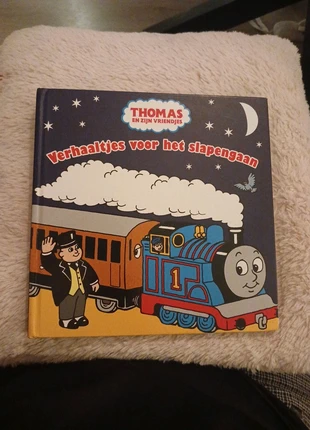 THOMAS
EN ZIJN VRIENDJES
Verhaaltjes voor het slapengaan
1